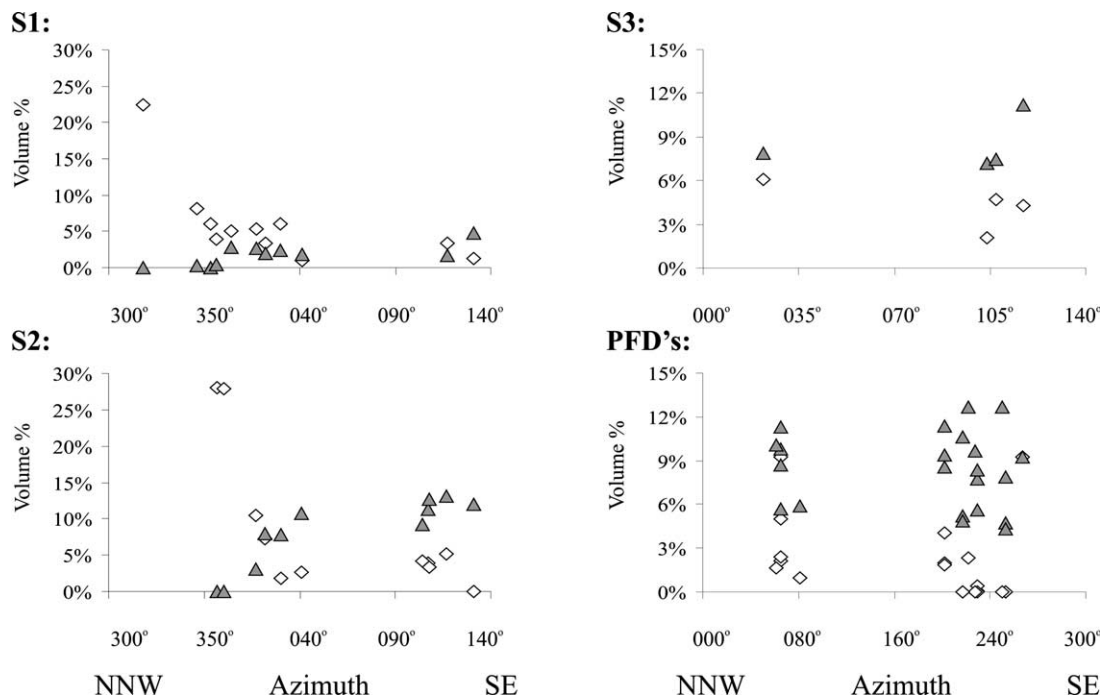 S1:
30%
25%
20%
15%
10%
5%
0%
Volume %
300° 350° 040° 090° 140°
S3:
15%
12%
9%
6%
3%
0%
Volume %
000° 035° 070° 105° 140°
S2:
30%
25%
20%
15%
10%
5%
0%
Volume %
300° 350° 040° 090° 140°
NNW Azimuth SE
PFD's:
15%
12%
9%
6%
3%
0%
Volume %
000° 080° 160° 240° 300°
NNW Azimuth SE